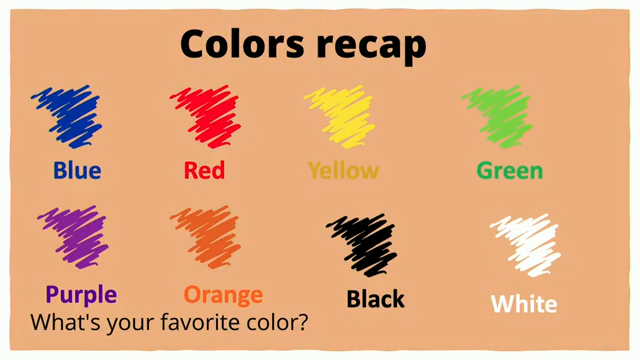 Colors recap
Blue Red Yellow Green
Purple Orange Black White
What's your favorite color?